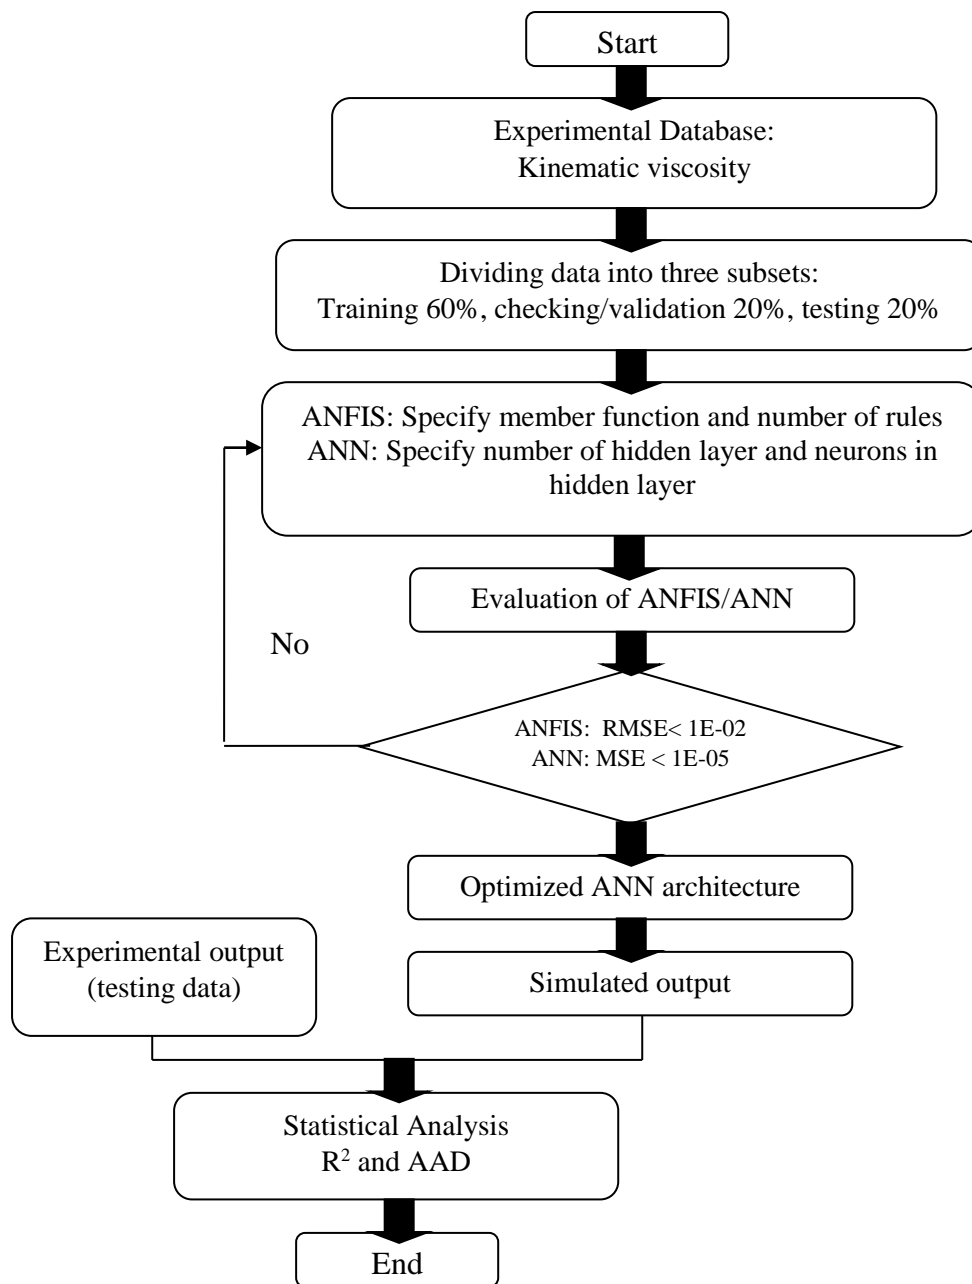 Start
Experimental Database:
Kinematic viscosity
Dividing data into three subsets:
Training 60%, checking/validation 20%, testing 20%
ANFIS: Specify member function and number of rules
ANN: Specify number of hidden layer and neurons in
hidden layer
Evaluation of ANFIS/ANN
No
ANFIS: RMSE< 1E-02
ANN: MSE < 1E-05
Optimized ANN architecture
Experimental output
(testing data)
Simulated output
Statistical Analysis
R² and AAD
End